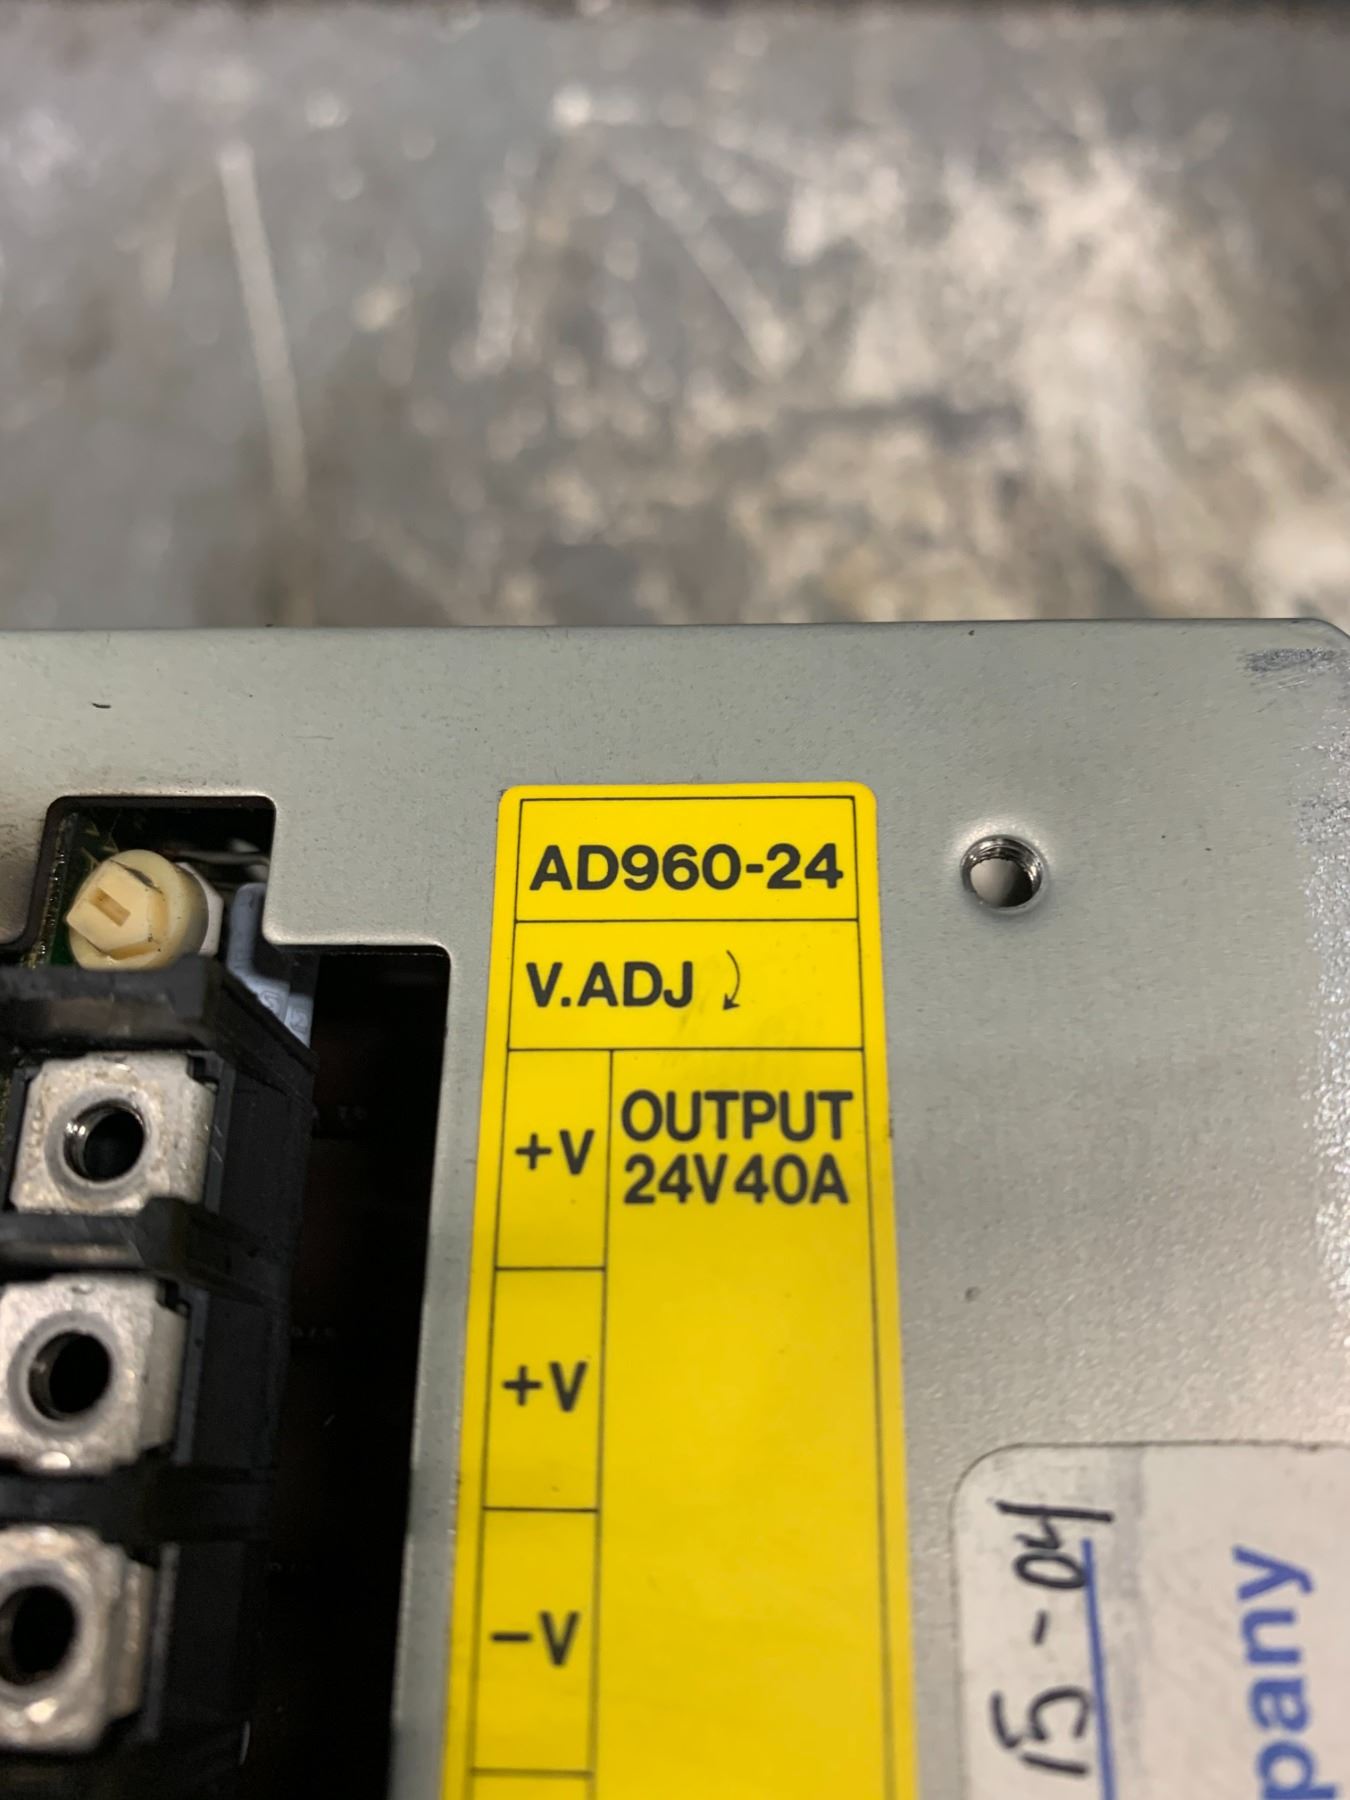 AD960-24
V.ADJ
+V
OUTPUT
24V40A
+V
-V
15-04
pany